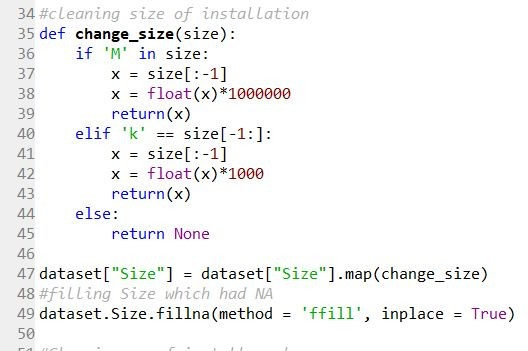 34 #cleaning size of installation
35 def change_size(size):
36     if 'M' in size:
37         x = size[:-1]
38         x = float(x)*1000000
39         return(x)
40     elif 'k' == size[-1:]:
41         x = size[:-1]
42         x = float(x)*1000
43         return(x)
44     else:
45         return None
46
47 dataset["Size"] = dataset["Size"].map(change_size)
48 #filling Size which had NA
49 dataset.Size.fillna(method = 'ffill', inplace = True)
50